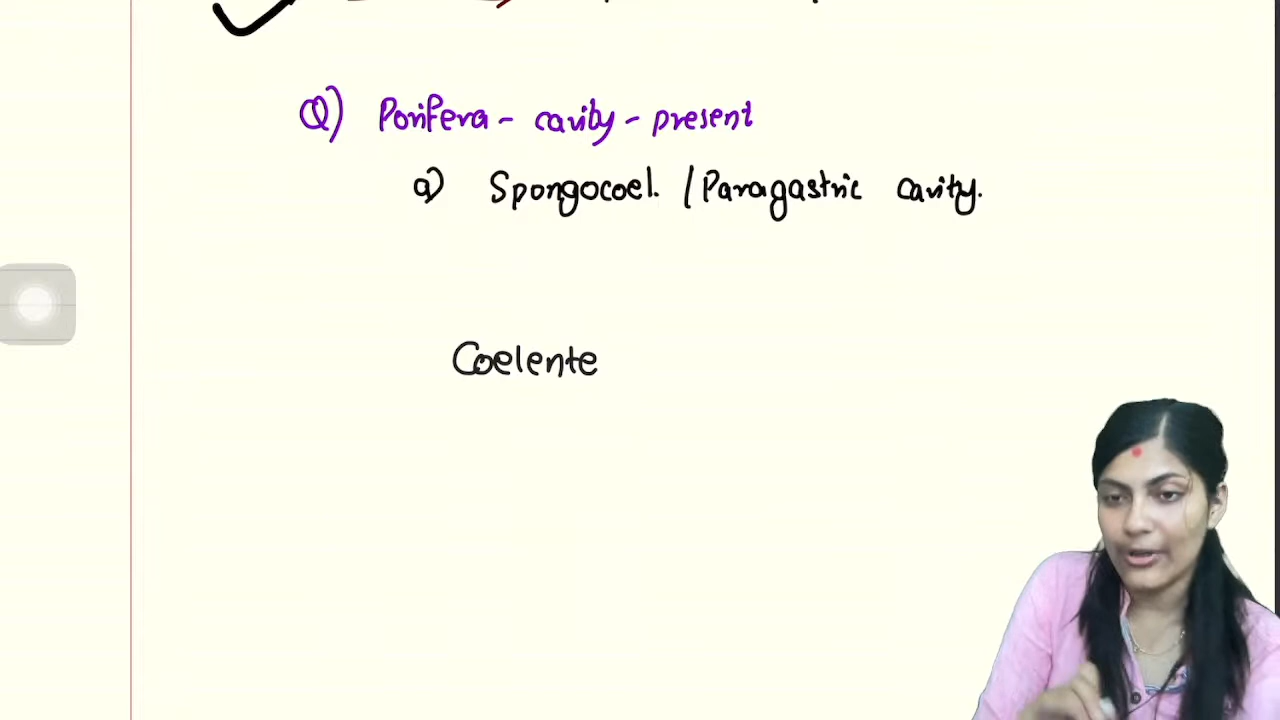 Q) Porifera - cavity - present
a) Spongocoel. / Paragastric cavity.
Coelente